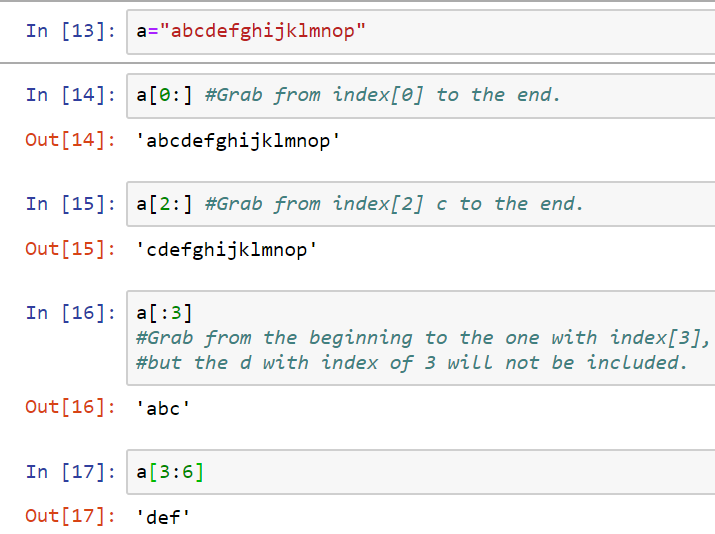 In [13]: a="abcdefghijklmnop"
In [14]: a[0:] #Grab from index[0] to the end.
Out[14]: 'abcdefghijklmnop'
In [15]: a[2:] #Grab from index[2] c to the end.
Out[15]: 'cdefghijklmnop'
In [16]: a[:3]
#Grab from the beginning to the one with index[3],
#but the d with index of 3 will not be included.
Out[16]: 'abc'
In [17]: a[3:6]
Out[17]: 'def'